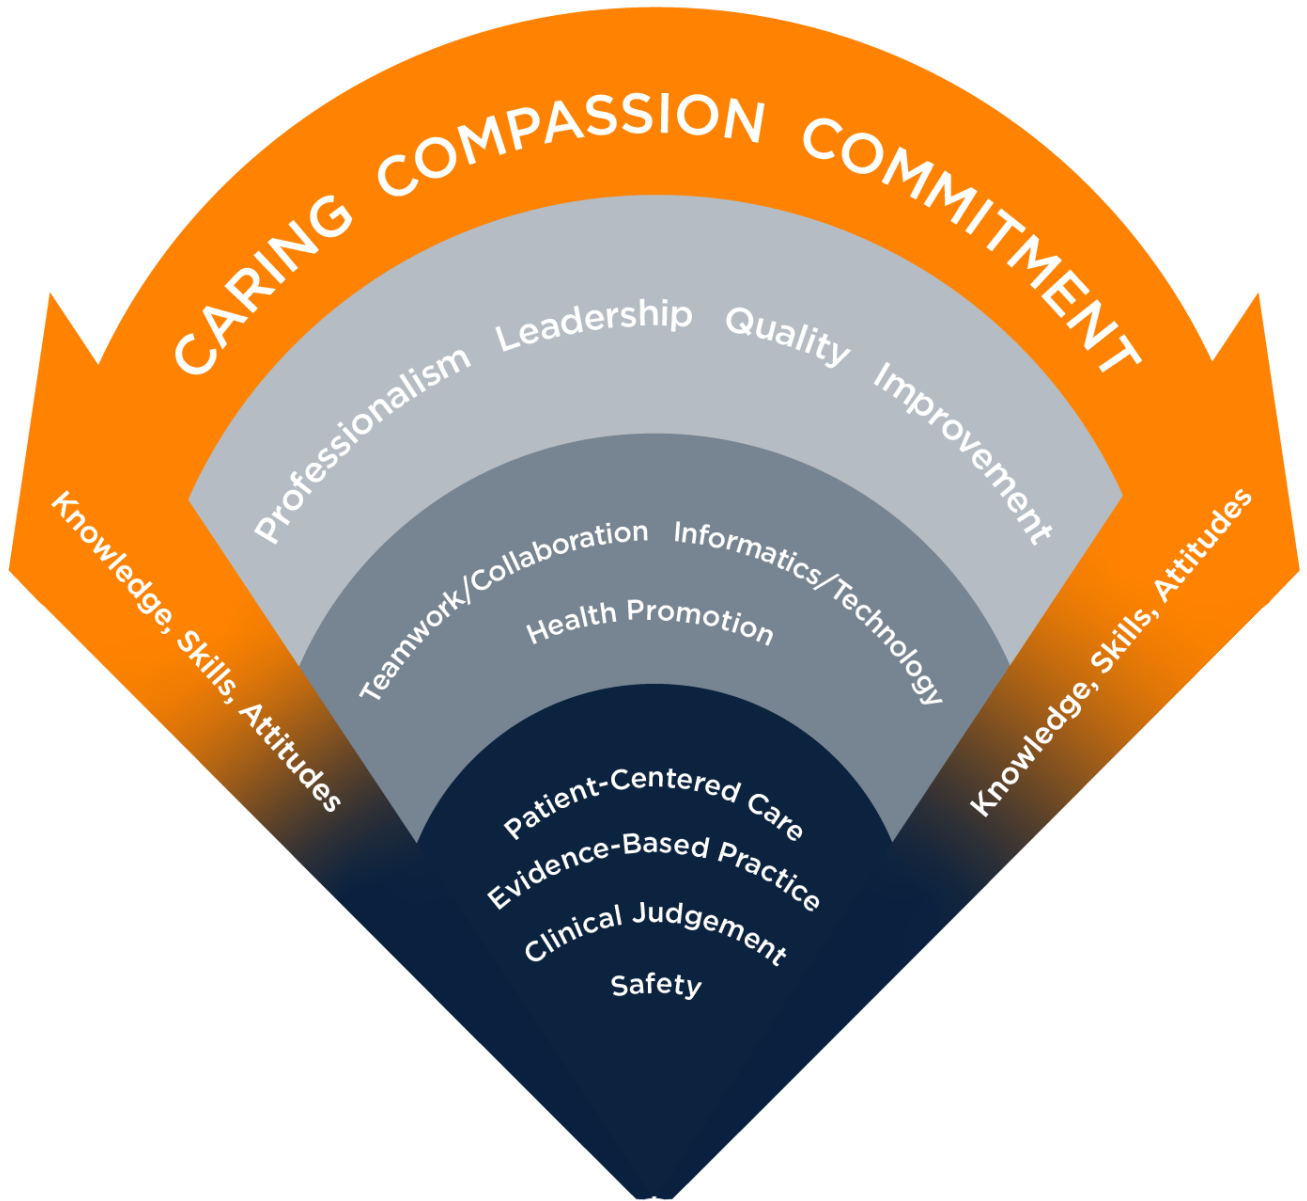 CARING COMPASSION COMMITMENT
Professionalism Leadership Quality Improvement
Teamwork/Collaboration Informatics/Technology
Health Promotion
Knowledge, Skills, Attitudes
Knowledge, Skills, Attitudes
Patient-Centered Care
Evidence-Based Practice
Clinical Judgement
Safety